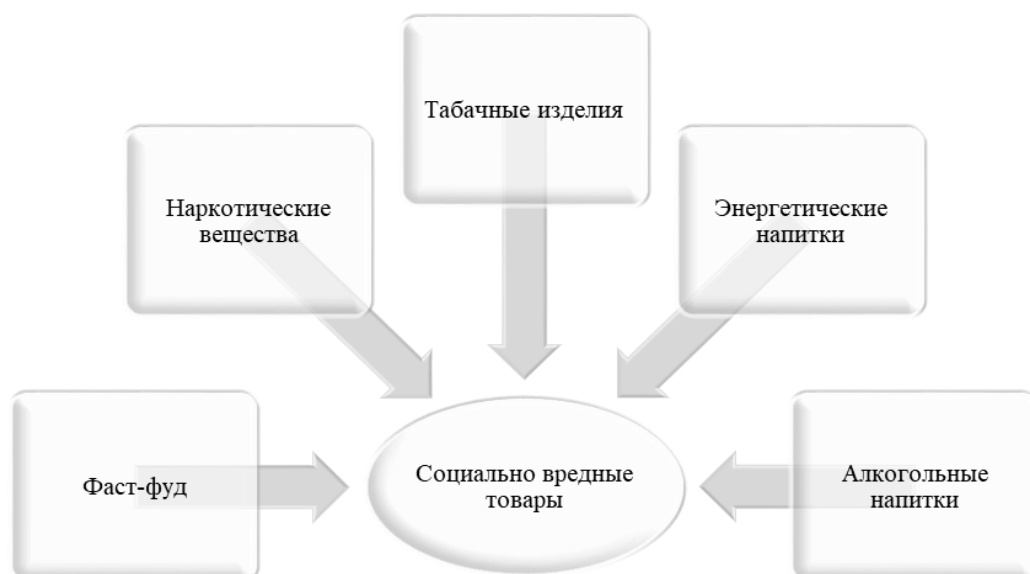 Табачные изделия
Наркотические
вещества
Энергетические
напитки
Фаст-фуд
Социально вредные
товары
Алкогольные
напитки